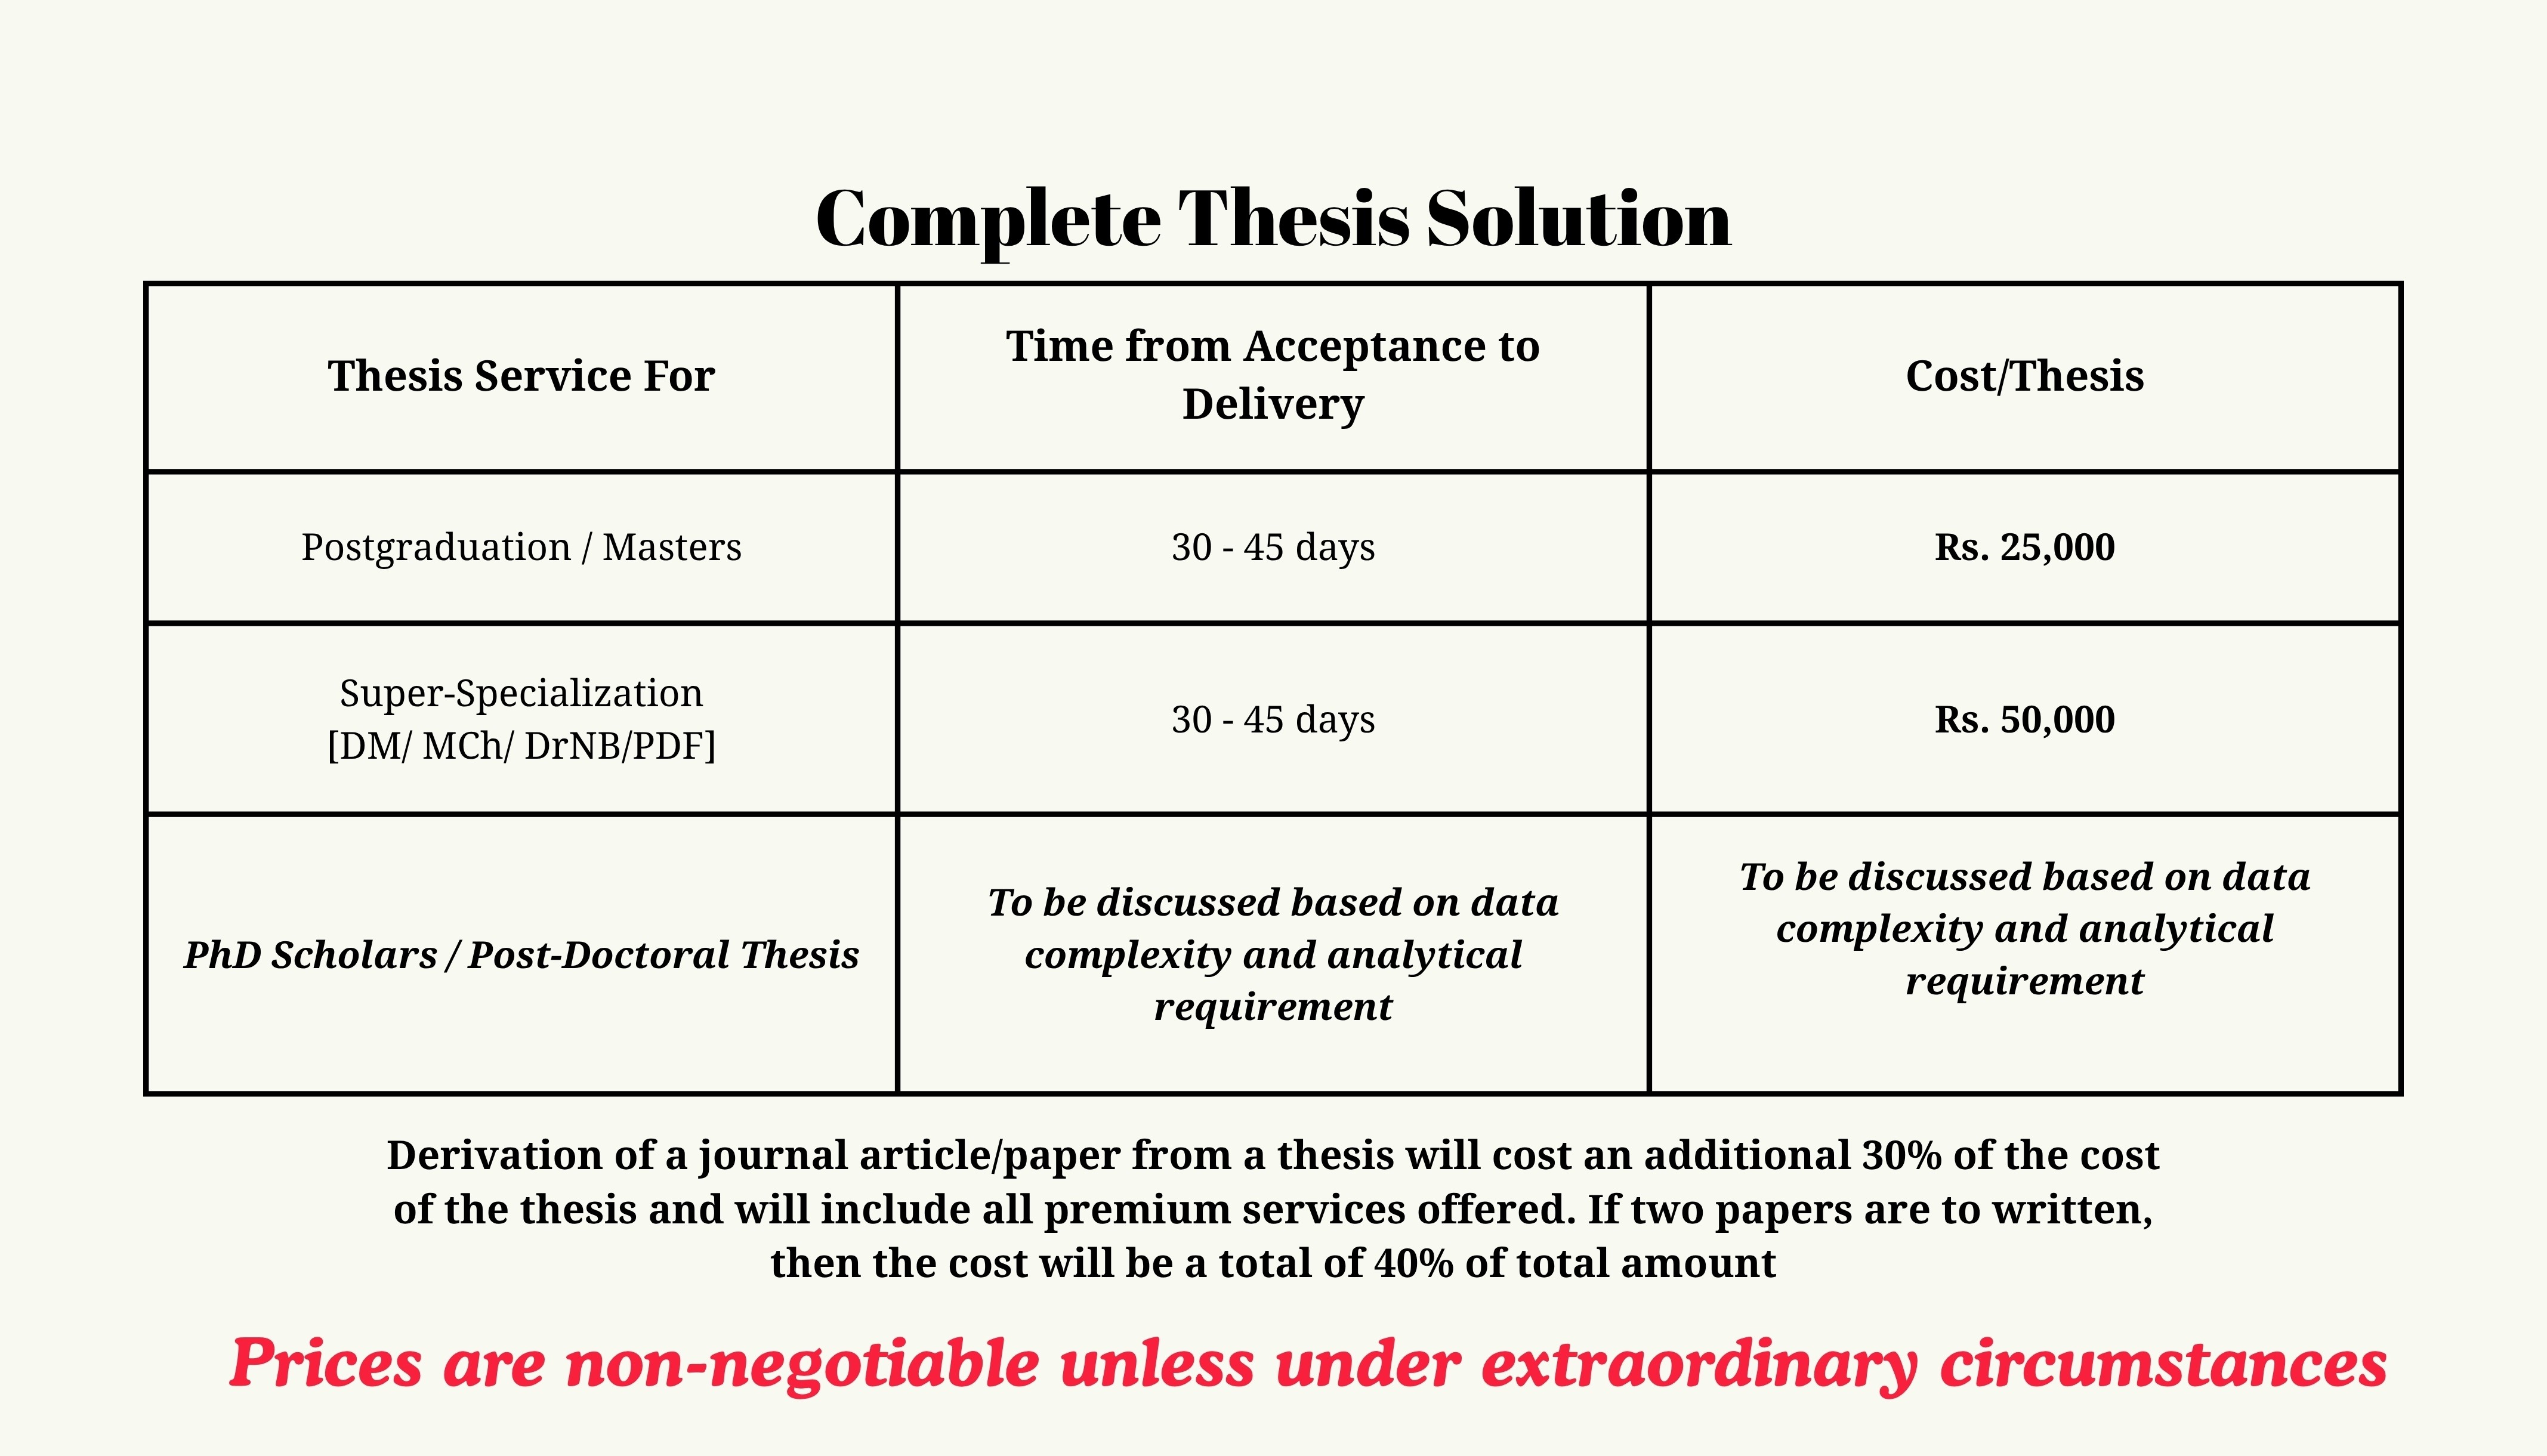 Complete Thesis Solution
Thesis Service For
Time from Acceptance to
Delivery
Cost/Thesis
Postgraduation / Masters
30 - 45 days
Rs. 25,000
Super-Specialization
[DM/ MCh/ DrNB/PDF]
30 - 45 days
Rs. 50,000
PhD Scholars / Post-Doctoral Thesis
To be discussed based on data
complexity and analytical
requirement
To be discussed based on data
complexity and analytical
requirement
Derivation of a journal article/paper from a thesis will cost an additional 30% of the cost
of the thesis and will include all premium services offered. If two papers are to written,
then the cost will be a total of 40% of total amount
Prices are non-negotiable unless under extraordinary circumstances